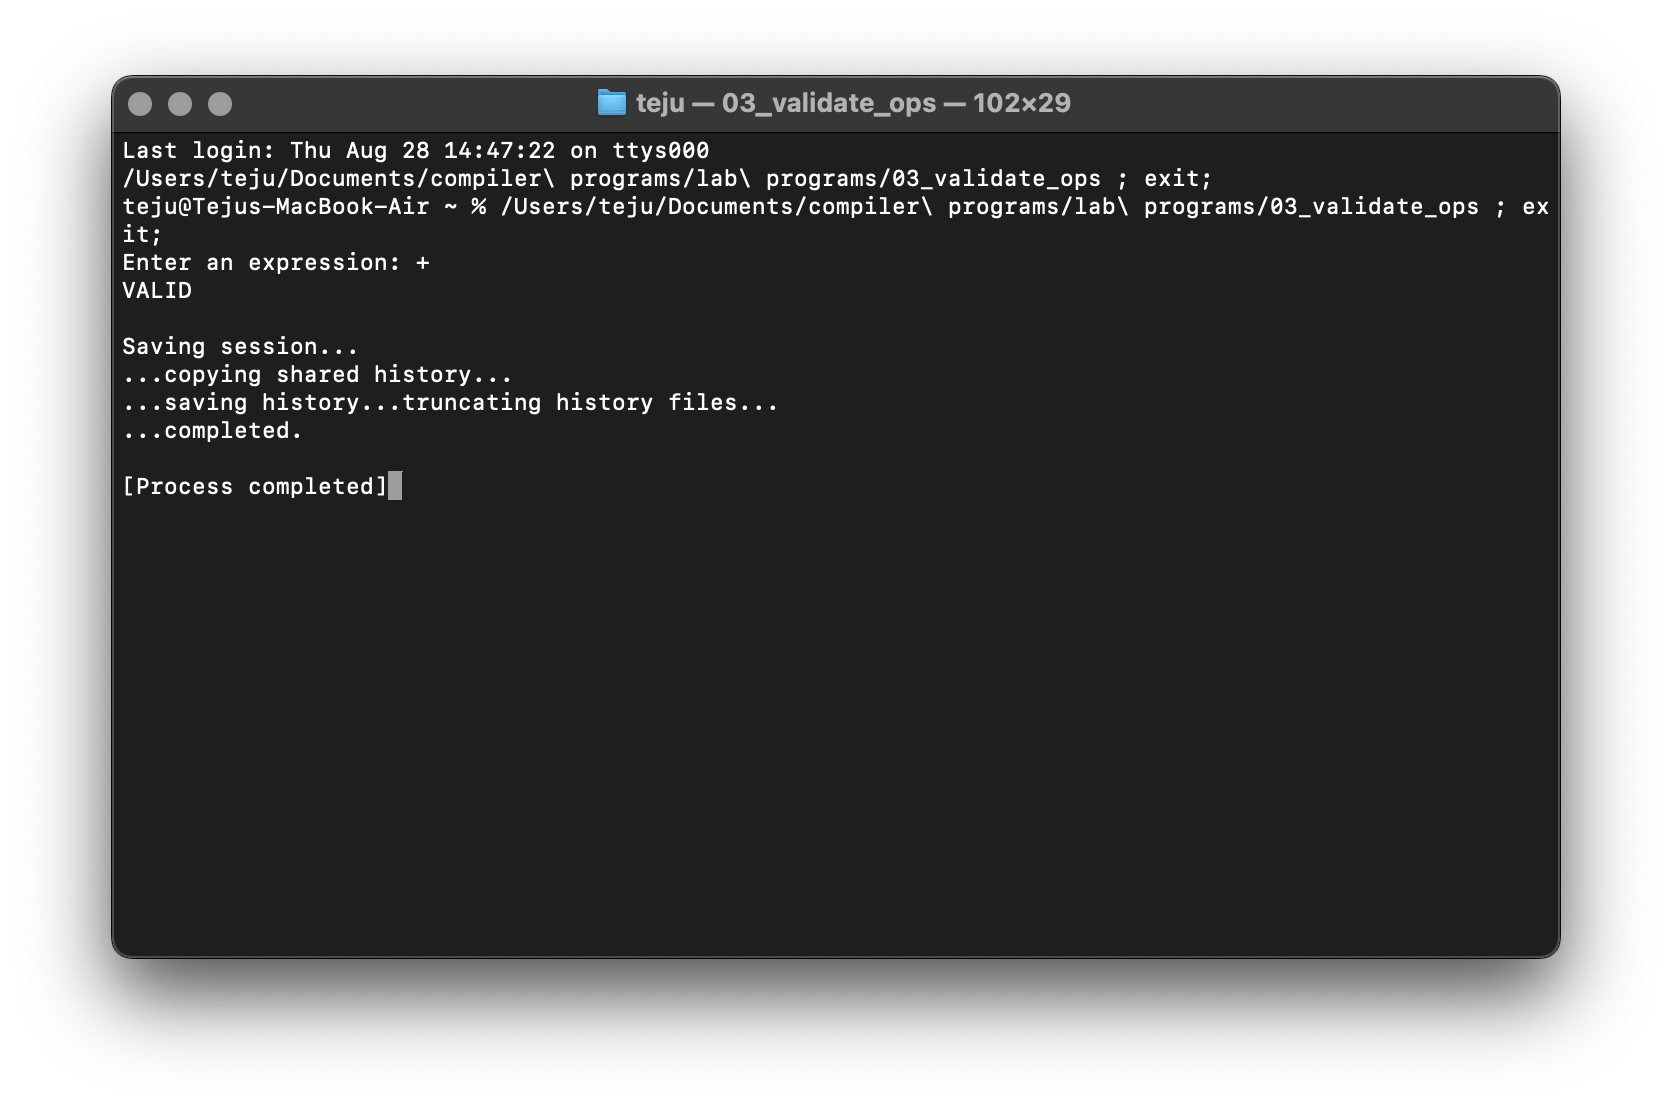 teju — 03_validate_ops — 102×29
Last login: Thu Aug 28 14:47:22 on ttys000
/Users/teju/Documents/compiler\ programs/lab\ programs/03_validate_ops ; exit;
teju@Tejus-MacBook-Air ~ % /Users/teju/Documents/compiler\ programs/lab\ programs/03_validate_ops ; ex
it;
Enter an expression: +
VALID
Saving session...
...copying shared history...
...saving history...truncating history files...
...completed.
[Process completed]